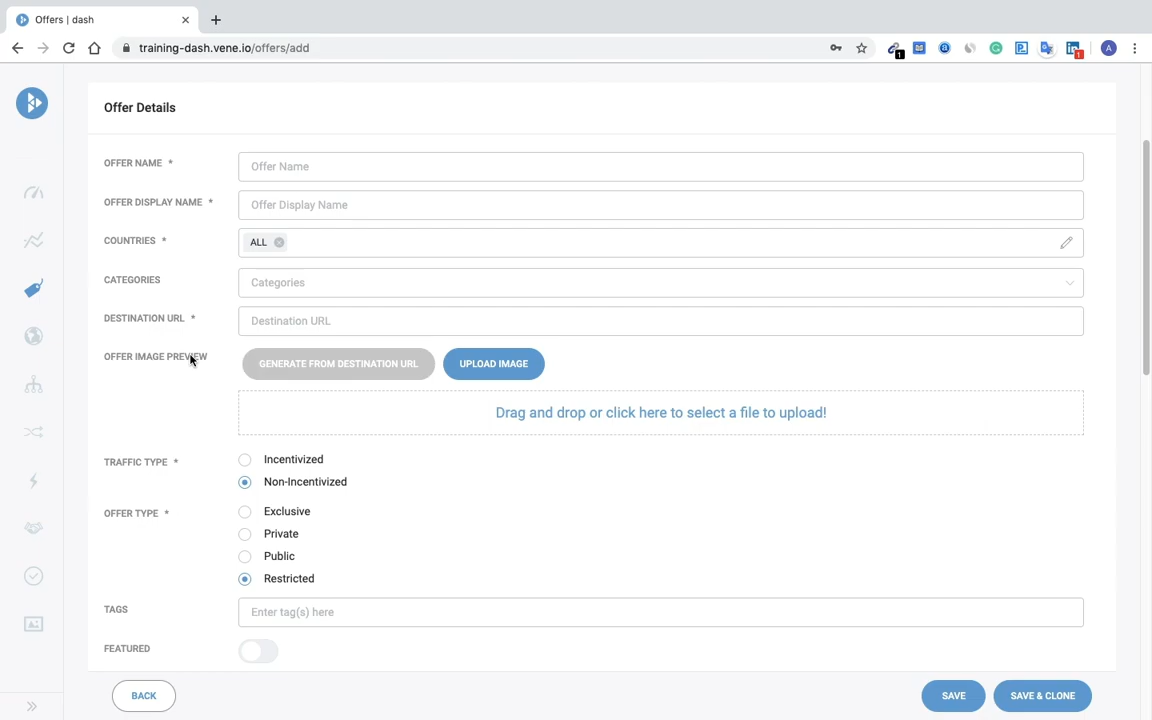 Offers | dash
training-dash.vene.io/offers/add
1
1
A
Offer Details
OFFER NAME *
Offer Name
OFFER DISPLAY NAME *
Offer Display Name
COUNTRIES *
ALL
CATEGORIES
Categories
DESTINATION URL *
Destination URL
OFFER IMAGE PREVIEW
GENERATE FROM DESTINATION URL
UPLOAD IMAGE
Drag and drop or click here to select a file to upload!
TRAFFIC TYPE *
Incentivized
Non-Incentivized
OFFER TYPE *
Exclusive
Private
Public
Restricted
TAGS
Enter tag(s) here
FEATURED
BACK
SAVE
SAVE & CLONE